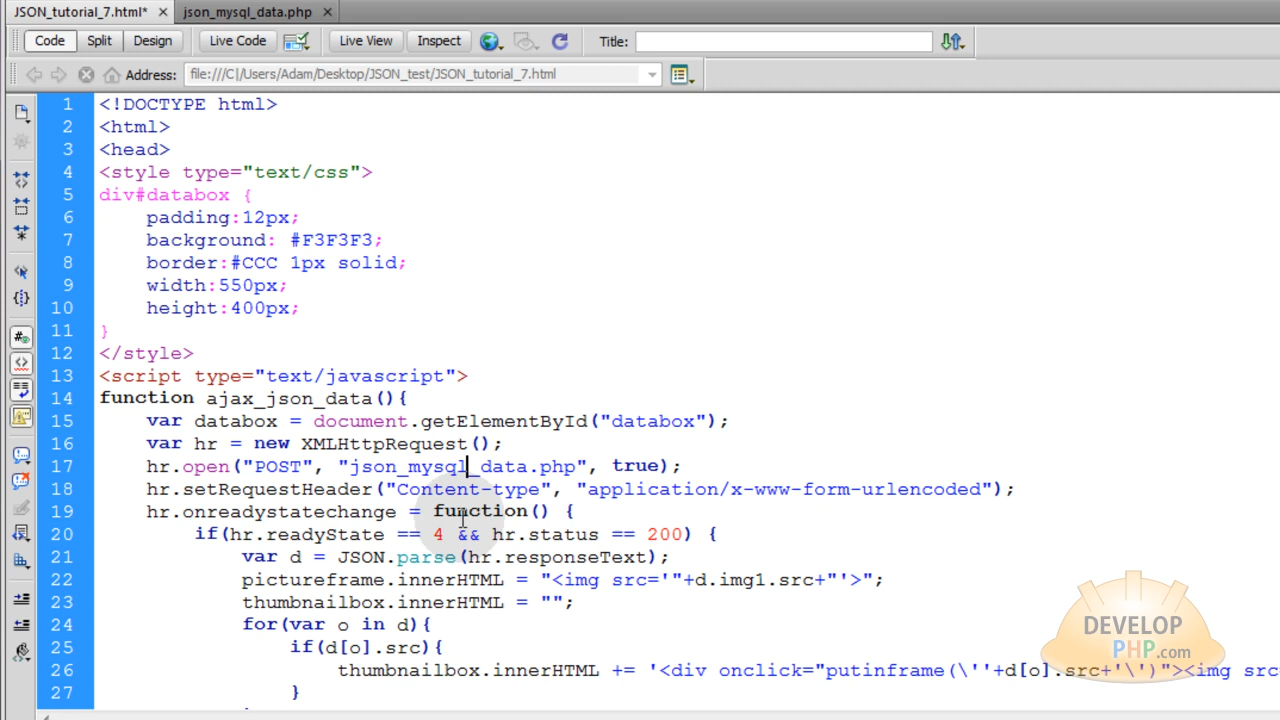 JSON_tutorial_7.html* × json_mysql_data.php ×
Code Split Design Live Code Live View Inspect Title:
Address: file:///C|/Users/Adam/Desktop/JSON_test/JSON_tutorial_7.html
1 <!DOCTYPE html>
2 <html>
3 <head>
4 <style type="text/css">
5 div#databox {
6 padding:12px;
7 background: #F3F3F3;
8 border:#CCC 1px solid;
9 width:550px;
10 height:400px;
11 }
12 </style>
13 <script type="text/javascript">
14 function ajax_json_data(){
15 var databox = document.getElementById("databox");
16 var hr = new XMLHttpRequest();
17 hr.open("POST", "json_mysql_data.php", true);
18 hr.setRequestHeader("Content-type", "application/x-www-form-urlencoded");
19 hr.onreadystatechange = function() {
20 if(hr.readyState == 4 && hr.status == 200) {
21 var d = JSON.parse(hr.responseText);
22 pictureframe.innerHTML = "<img src='"+d.img1.src+"'>";
23 thumbnailbox.innerHTML = "";
24 for(var o in d){
25 if(d[o].src){
26 thumbnailbox.innerHTML += '<div onclick="putinframe(\''+d[o].src+'\')"><img src
27 }
DEVELOP
PHP.com